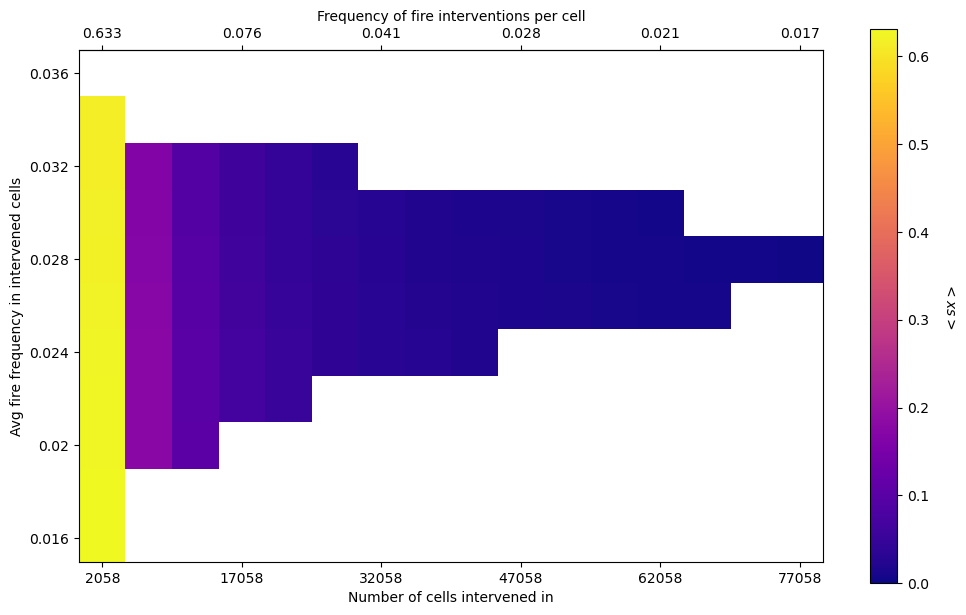 Frequency of fire interventions per cell
0.633 0.076 0.041 0.028 0.021 0.017
0.036
0.032
0.028
0.024
0.02
0.016
Avg fire frequency in intervened cells
2058 17058 32058 47058 62058 77058
Number of cells intervened in
0.6
0.5
0.4
0.3
0.2
0.1
0.0
< sx >